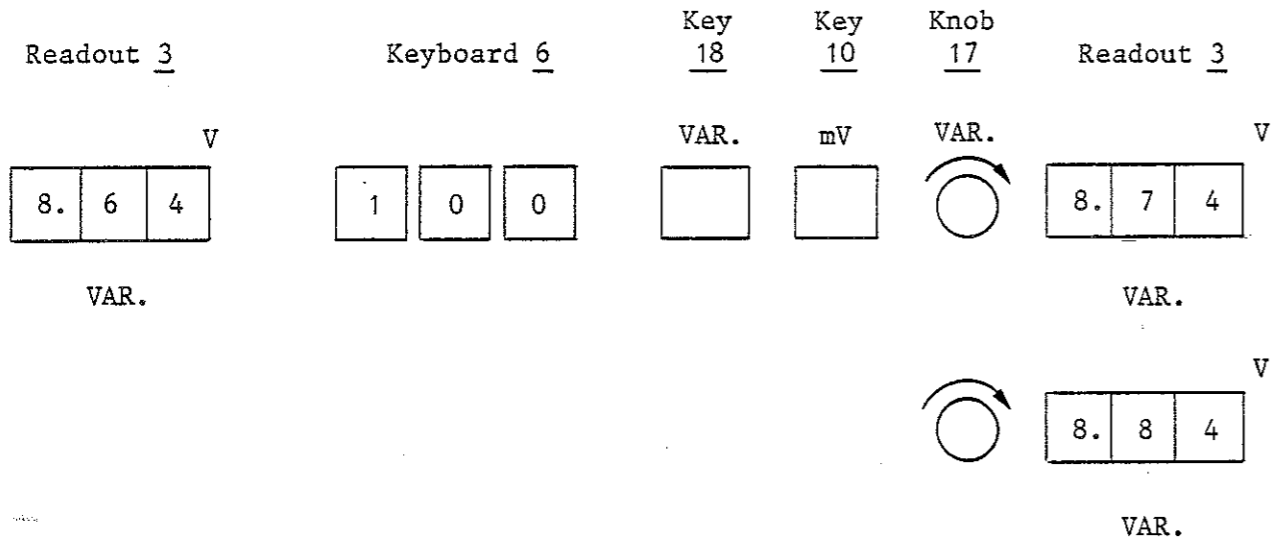 Key Key Knob
Readout 3 Keyboard 6 18 10 17 Readout 3
V VAR. mV VAR. V
8. 6 4 1 0 0 8. 7 4
VAR. VAR.
V
8. 8 4
VAR.